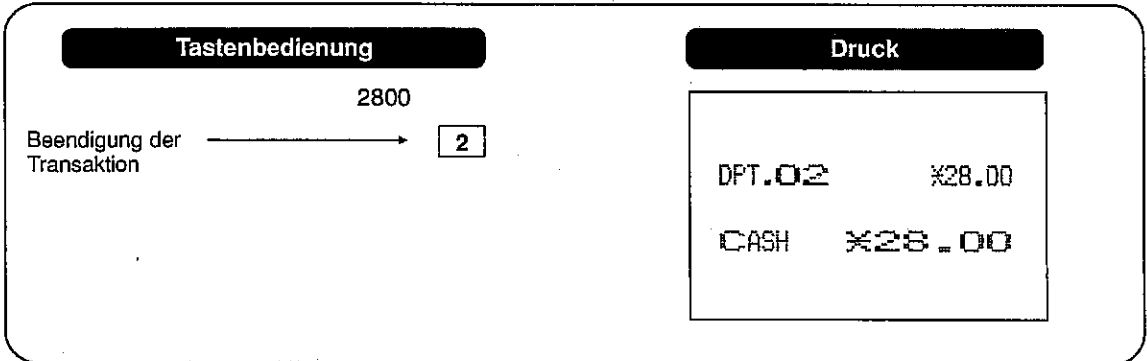 Tastenbedienung
Druck
2800
Beendigung der
Transaktion
2
DPT.02 ※28.00
CASH ※28.00